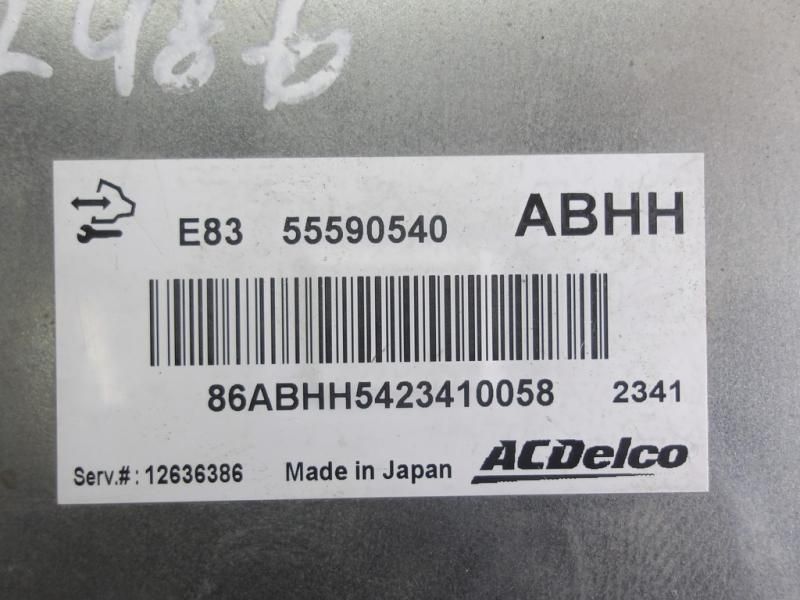 E83 55590540 ABHH
86ABHH5423410058 2341
Serv.#: 12636386 Made in Japan ACDelco